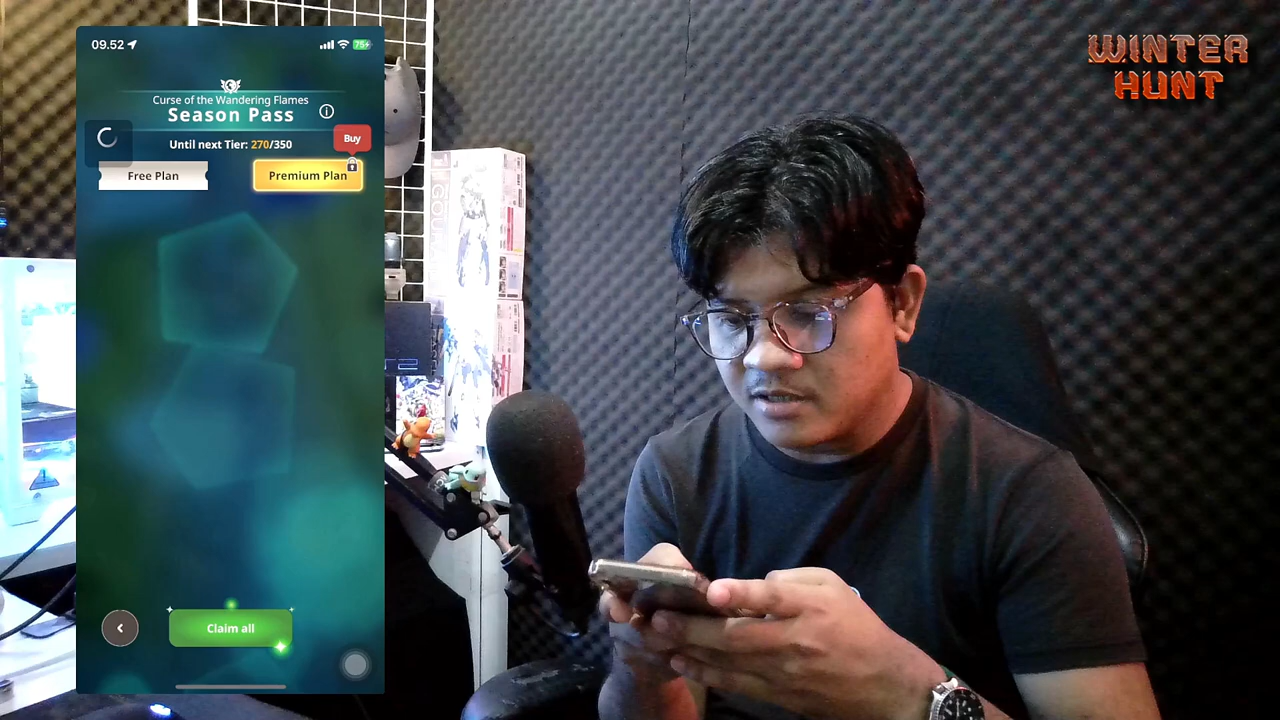 09.52
75
Curse of the Wandering Flames
Season Pass
Until next Tier: 270/350
Buy
Free Plan
Premium Plan
Claim all
WINTER
HUNT